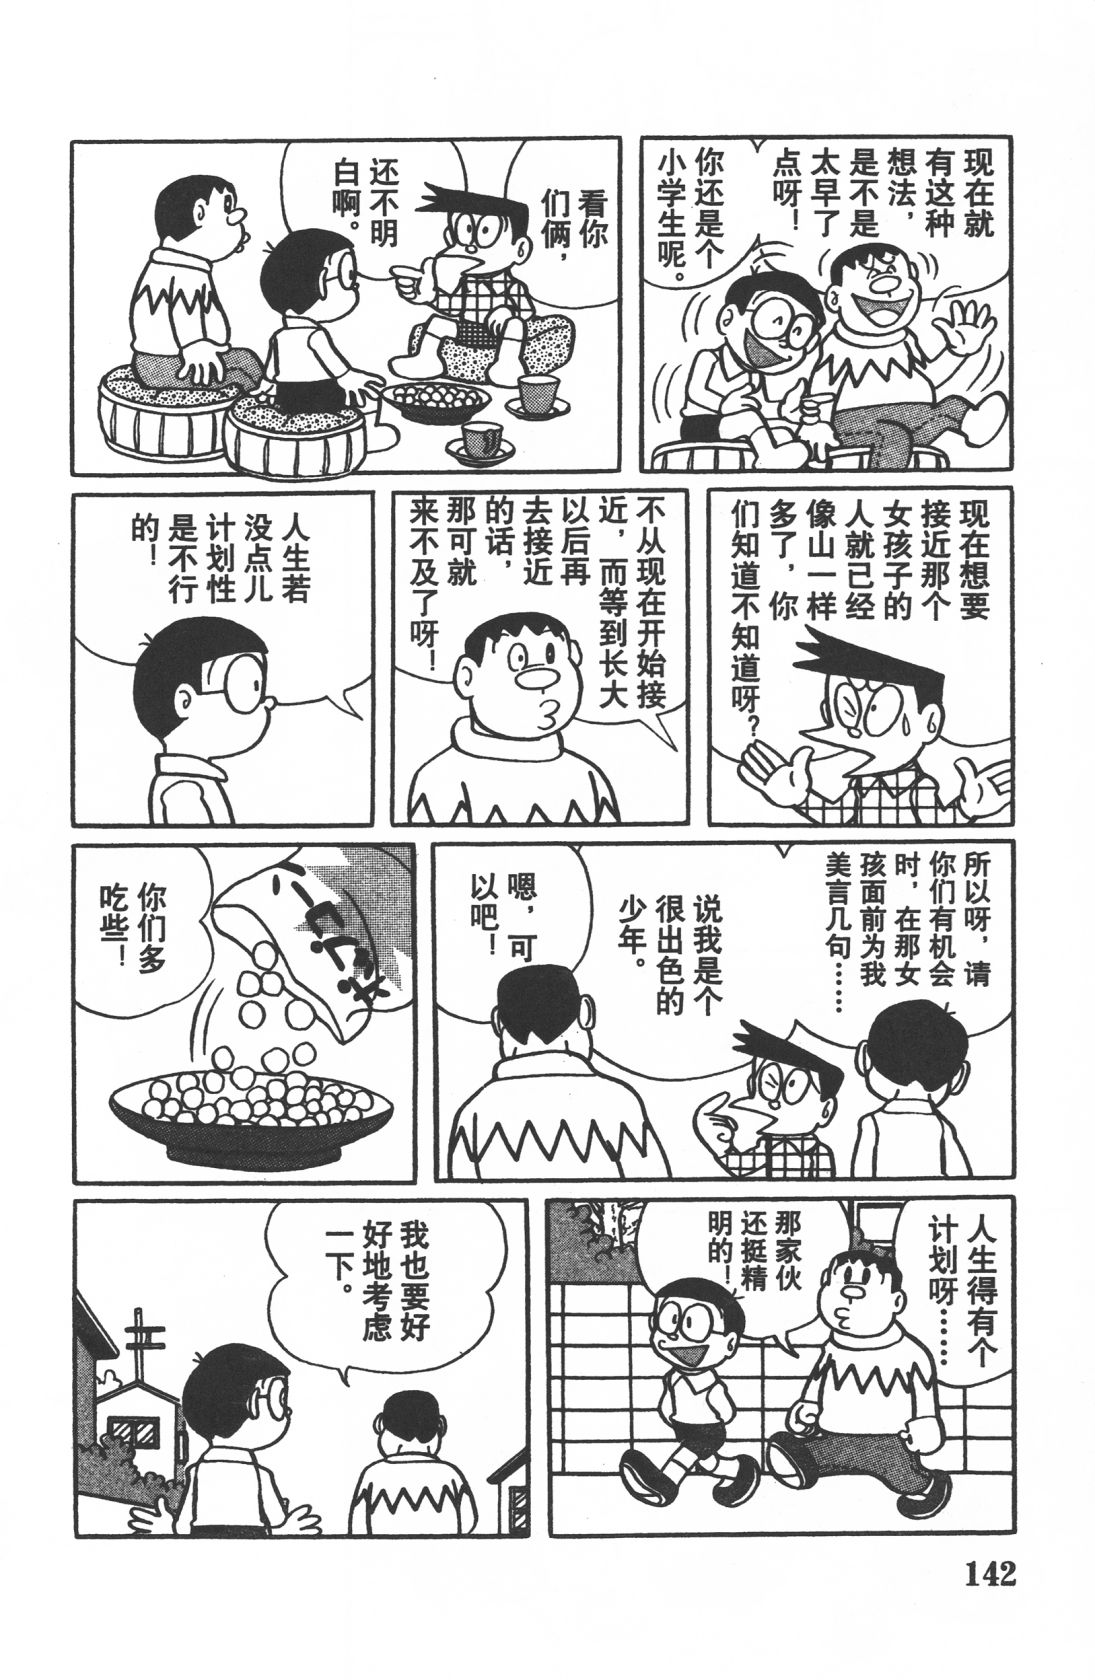 现在就
有这种
想法，
是不是
太早了
点呀！
你还是个
小学生呢。
看你
们俩，
还不明
白啊。
现在想要
接近那个
女孩子的
人就已经
像山一样
多了，你
们知道不知道呀？
不从现在开始接
近，而等到长大
以后再
去接近
的话，
那可就
来不及了呀！
人生若
没点儿
计划性
是不行
的！
所以呀，请
你们有机会
时，在那女
孩面前为我
美言几句……
说我是个
很出色的
少年。
嗯，可
以吧！
你们多
吃些！
人生得有个
计划呀……
那家伙
还挺精
明的！
我也要好
好地考虑
一下。
142